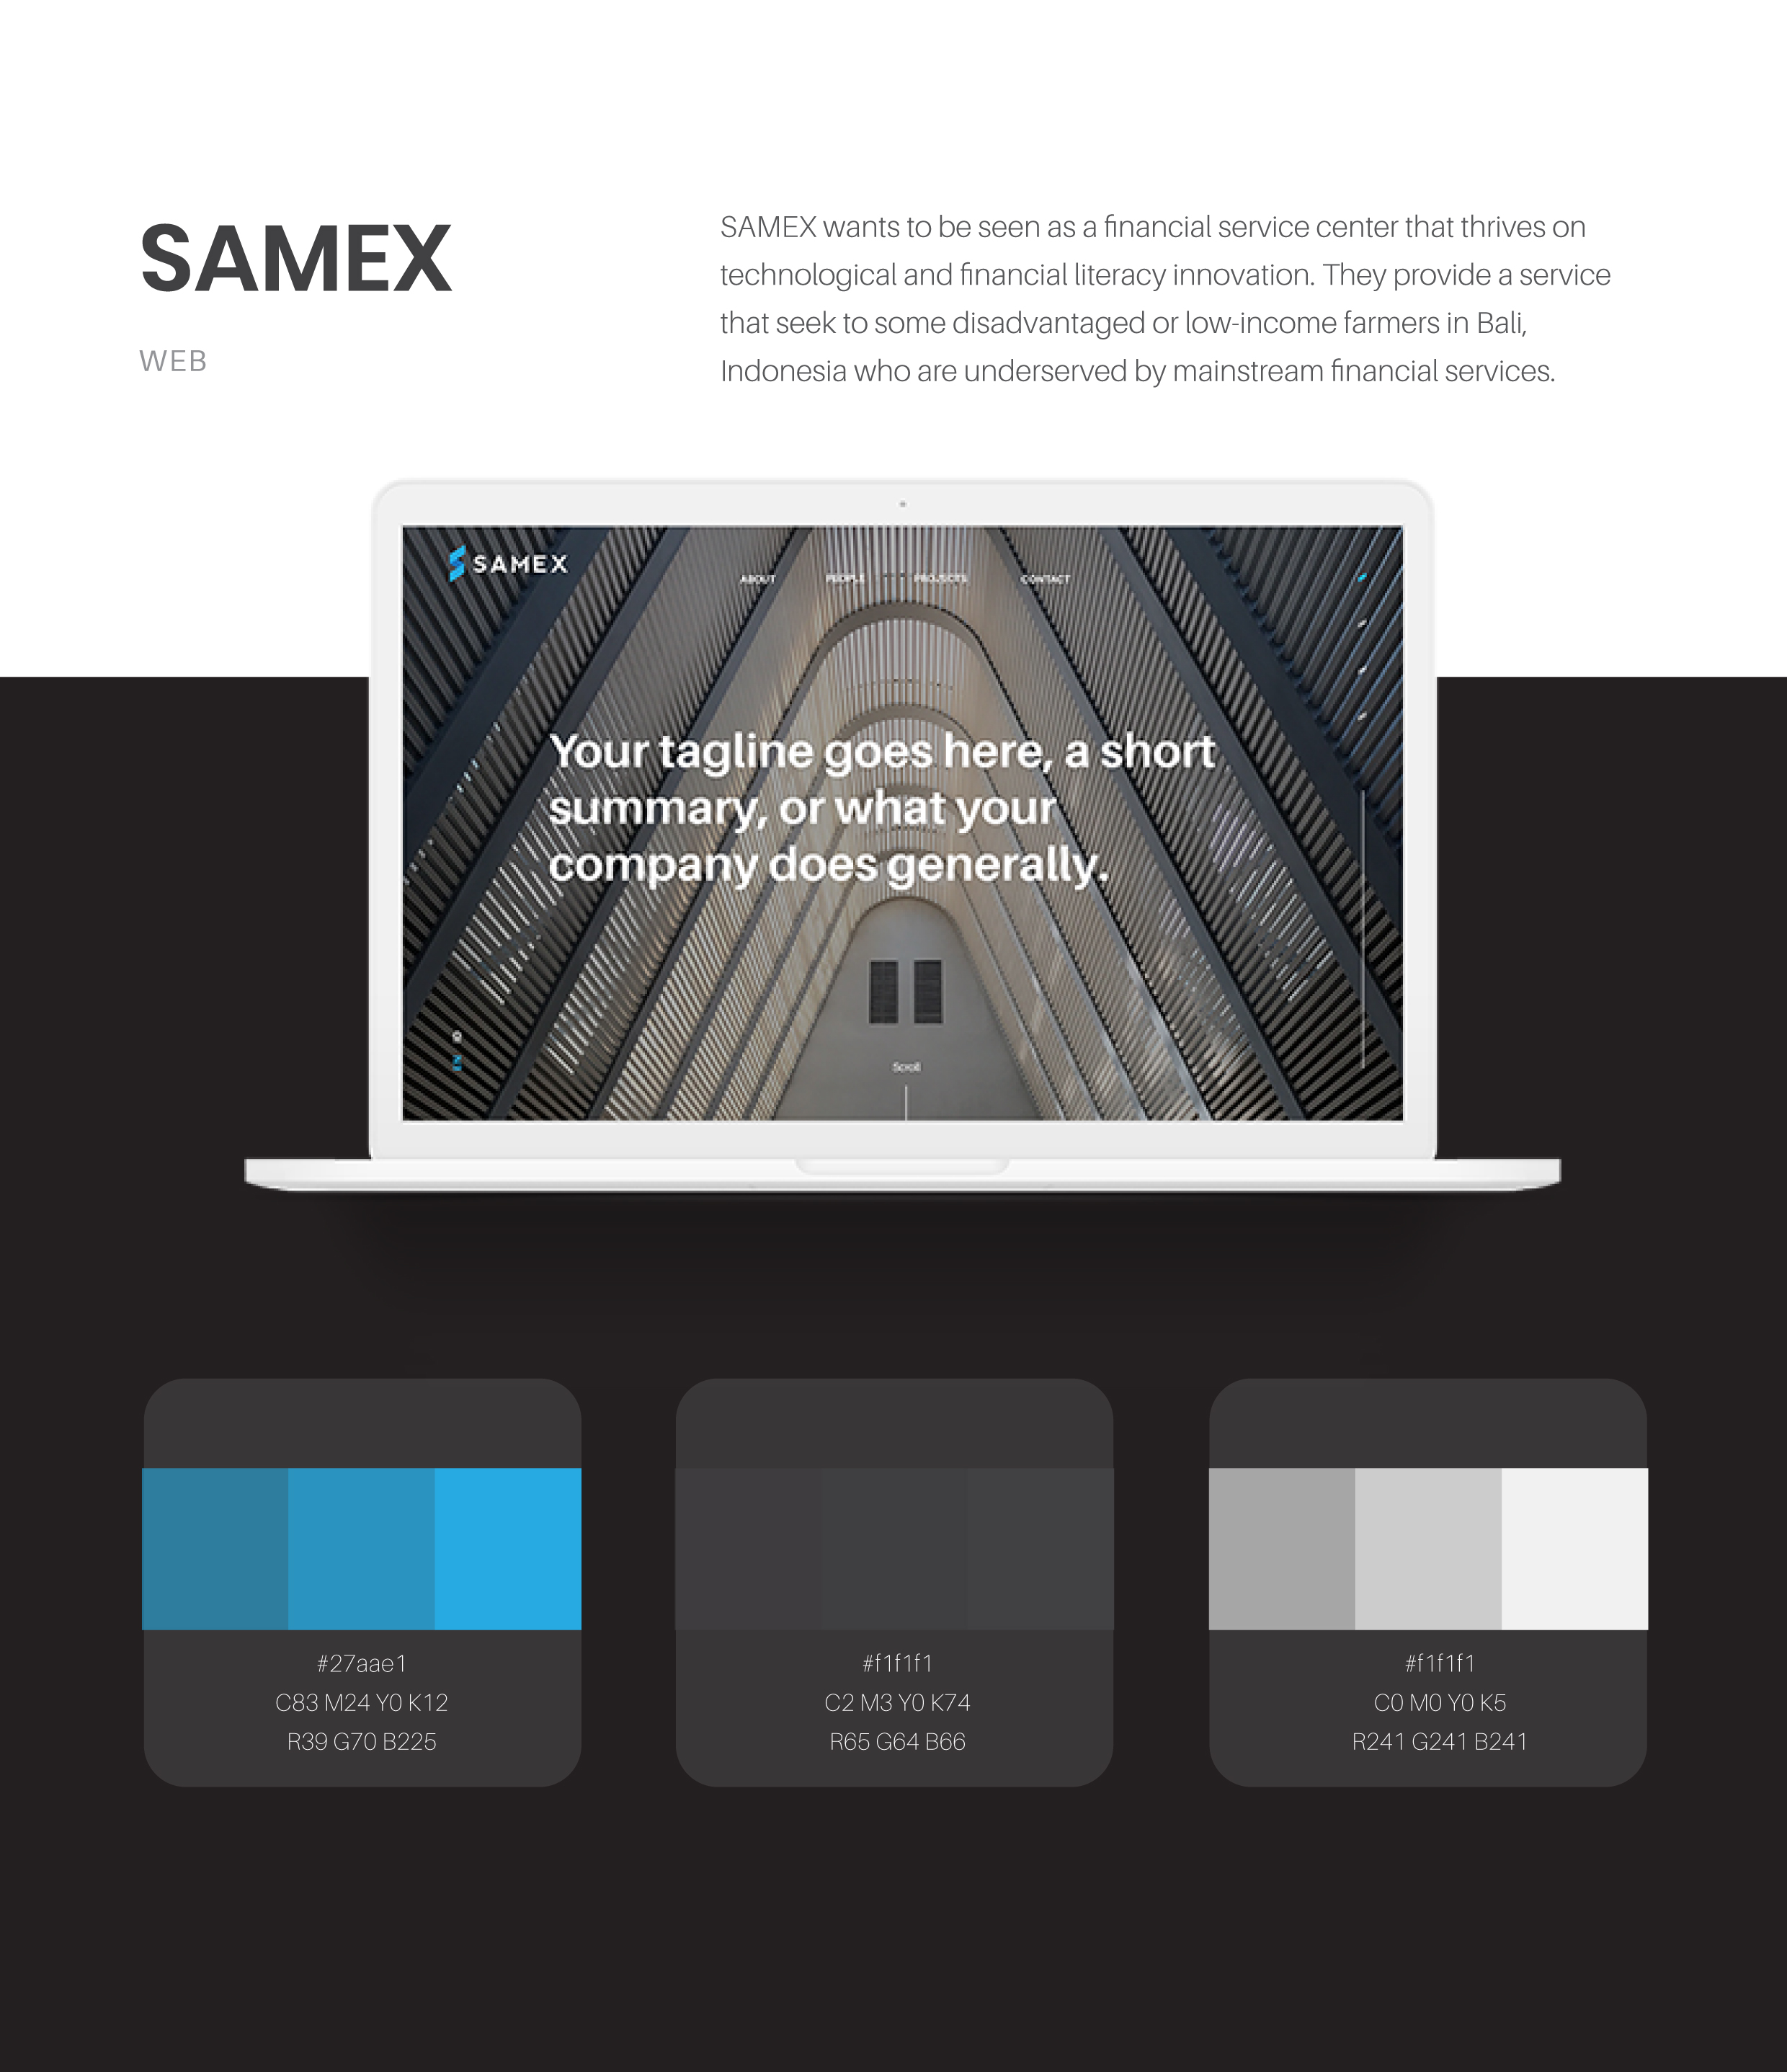 SAMEX
WEB
SAMEX wants to be seen as a financial service center that thrives on
technological and financial literacy innovation. They provide a service
that seek to some disadvantaged or low-income farmers in Bali,
Indonesia who are underserved by mainstream financial services.
SAMEX
ABOUT PEOPLE PROJECTS CONTACT
Your tagline goes here, a short
summary, or what your
company does generally.
Scroll
#27aae1
C83 M24 Y0 K12
R39 G70 B225
#f1f1f1
C2 M3 Y0 K74
R65 G64 B66
#f1f1f1
C0 M0 Y0 K5
R241 G241 B241